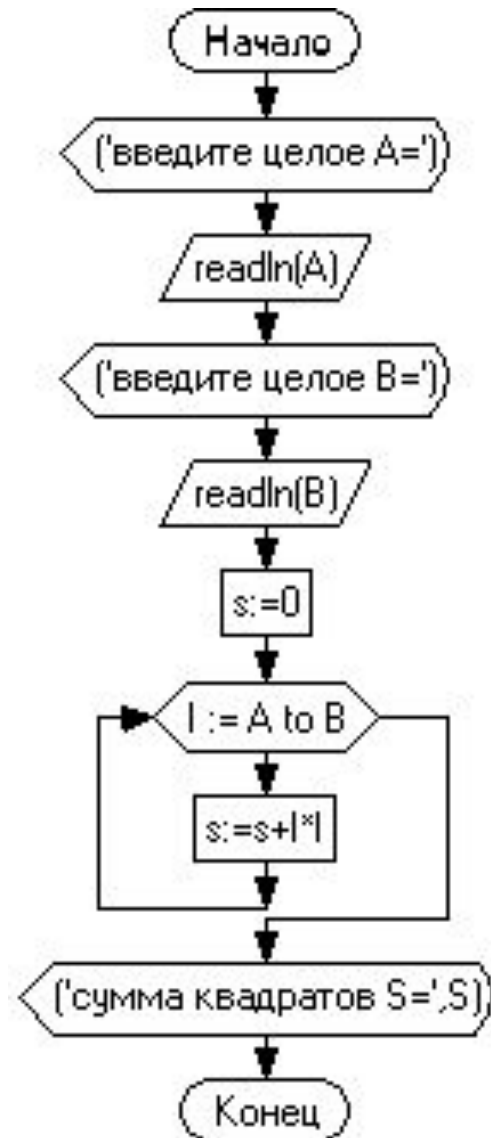 Начало
('введите целое A=')
readln(A)
('введите целое B=')
readln(B)
s:=0
I := A to B
s:=s+I*I
('сумма квадратов S=',S)
Конец